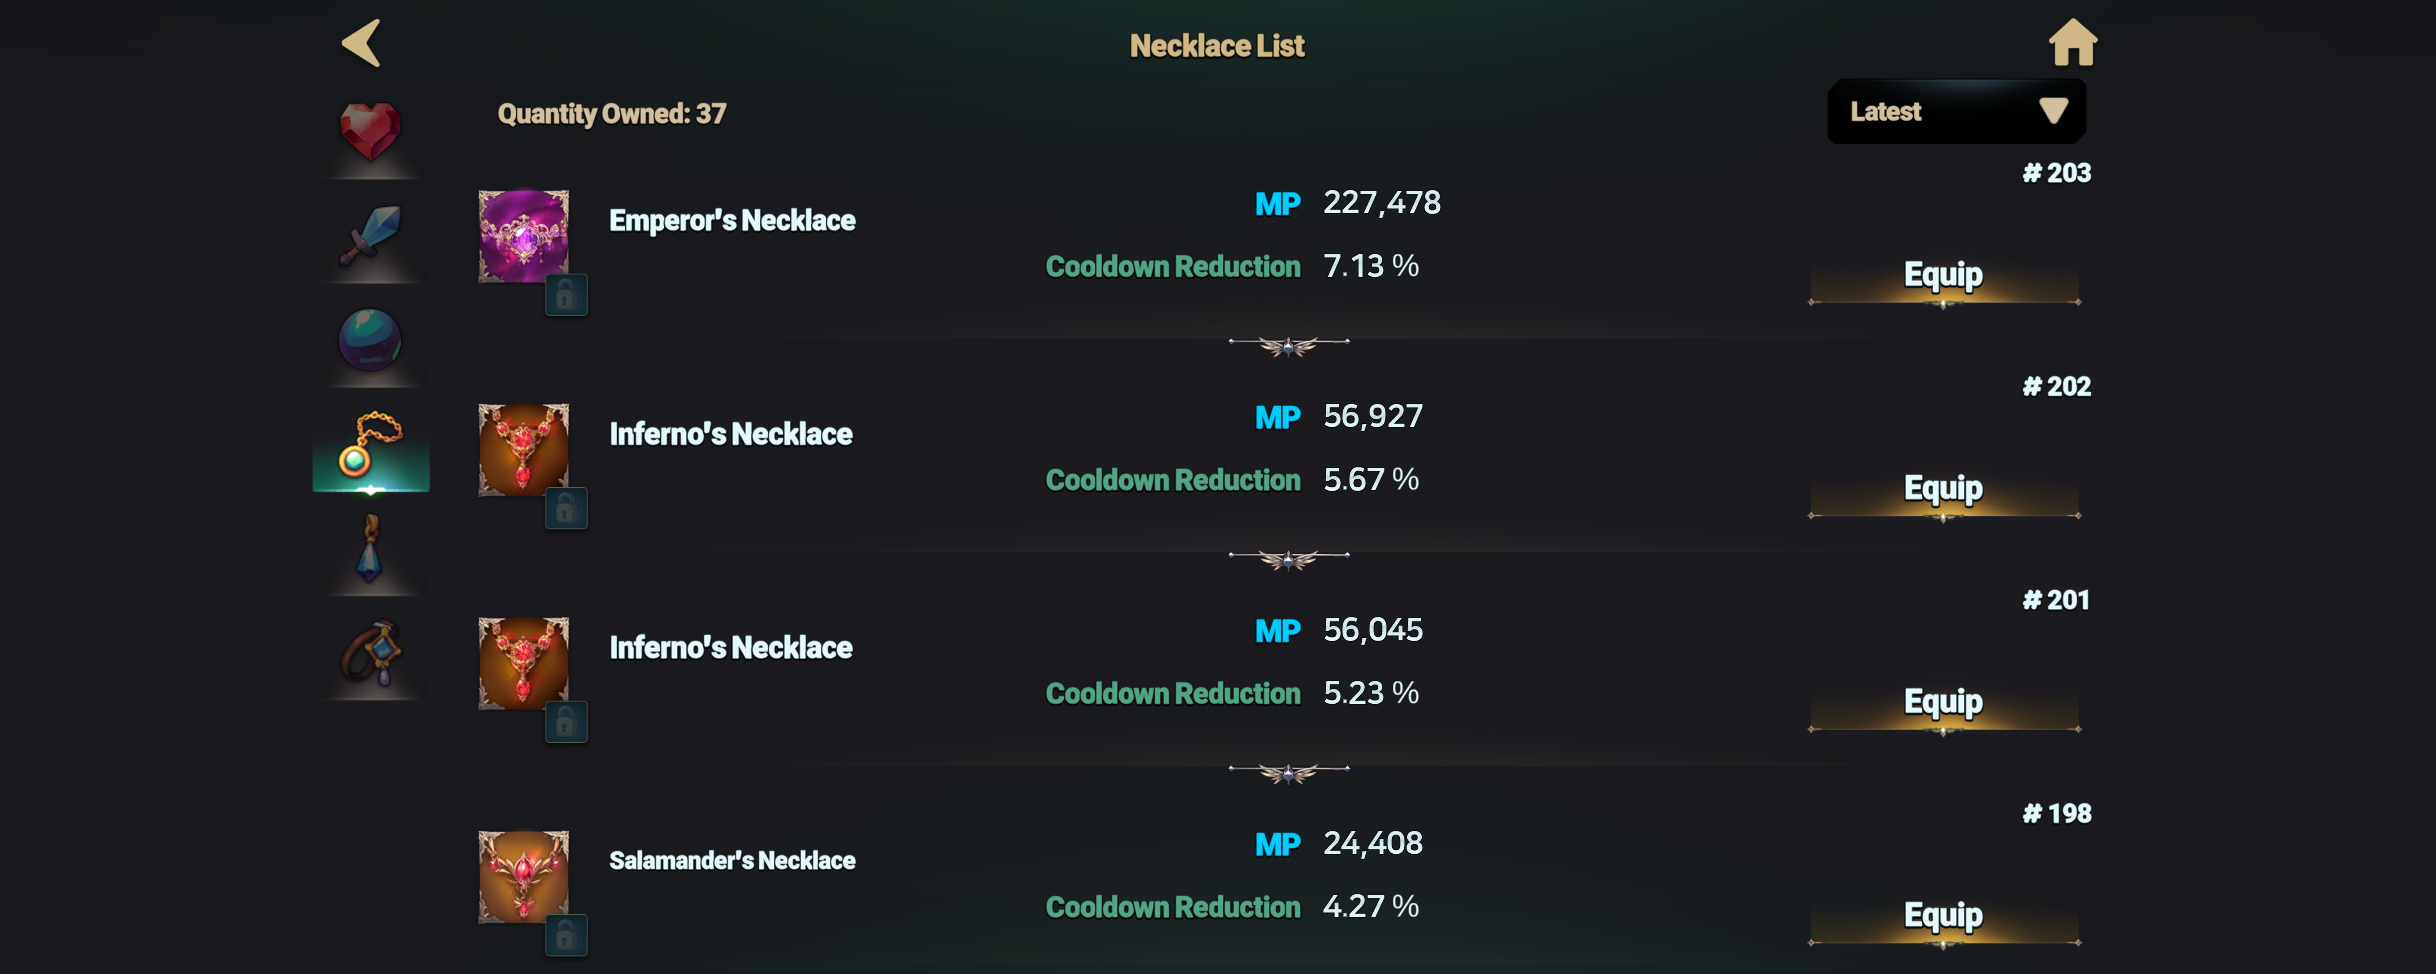 Necklace List
Quantity Owned: 37
Latest
# 203
Emperor's Necklace
MP 227,478
Cooldown Reduction 7.13 %
Equip
# 202
Inferno's Necklace
MP 56,927
Cooldown Reduction 5.67 %
Equip
# 201
Inferno's Necklace
MP 56,045
Cooldown Reduction 5.23 %
Equip
# 198
Salamander's Necklace
MP 24,408
Cooldown Reduction 4.27 %
Equip